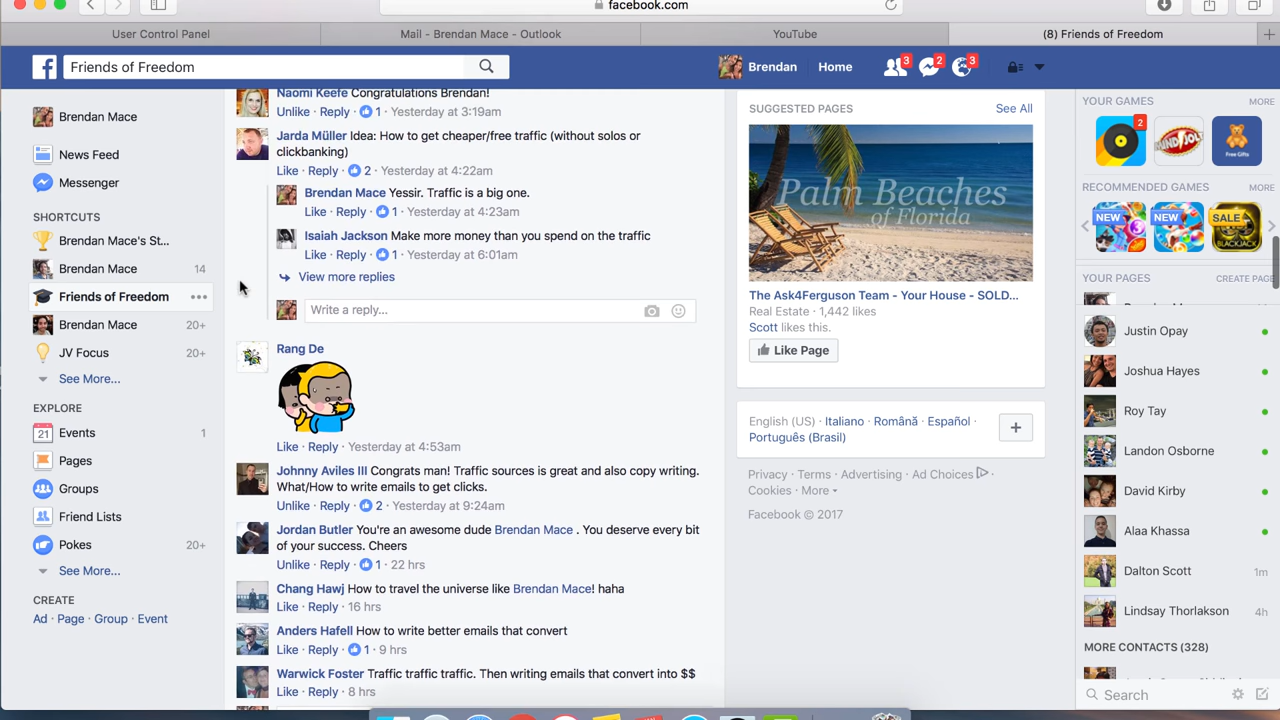 facebook.com
User Control Panel
Mail - Brendan Mace - Outlook
YouTube
(8) Friends of Freedom
Friends of Freedom
Brendan
Home
3
2
3
Brendan Mace
News Feed
Messenger
SHORTCUTS
Brendan Mace's St...
Brendan Mace 14
Friends of Freedom
Brendan Mace 20+
JV Focus 20+
See More...
EXPLORE
21 Events 1
Pages
Groups
Friend Lists
Pokes 20+
See More...
CREATE
Ad · Page · Group · Event
Naomi Keefe Congratulations Brendan!
Unlike · Reply · 1 · Yesterday at 3:19am
Jarda Müller Idea: How to get cheaper/free traffic (without solos or
clickbanking)
Like · Reply · 2 · Yesterday at 4:22am
Brendan Mace Yessir. Traffic is a big one.
Like · Reply · 1 · Yesterday at 4:23am
Isaiah Jackson Make more money than you spend on the traffic
Like · Reply · 1 · Yesterday at 6:01am
View more replies
Write a reply...
Rang De
Like · Reply · Yesterday at 4:53am
Johnny Aviles III Congrats man! Traffic sources is great and also copy writing.
What/How to write emails to get clicks.
Unlike · Reply · 2 · Yesterday at 9:24am
Jordan Butler You're an awesome dude Brendan Mace . You deserve every bit
of your success. Cheers
Unlike · Reply · 1 · 22 hrs
Chang Hawj How to travel the universe like Brendan Mace! haha
Like · Reply · 16 hrs
Anders Hafell How to write better emails that convert
Like · Reply · 1 · 9 hrs
Warwick Foster Traffic traffic traffic. Then writing emails that convert into $$
Like · Reply · 8 hrs
SUGGESTED PAGES See All
Palm Beaches
of Florida
The Ask4Ferguson Team - Your House - SOLD...
Real Estate · 1,442 likes
Scott likes this.
Like Page
English (US) · Italiano · Română · Español ·
Português (Brasil)
Privacy · Terms · Advertising · Ad Choices ·
Cookies · More
Facebook © 2017
YOUR GAMES MORE
2
Free Gifts
RECOMMENDED GAMES MORE
NEW
NEW
SALE
BLACKJACK
YOUR PAGES CREATE PAGE
Justin Opay
Joshua Hayes
Roy Tay
Landon Osborne
David Kirby
Alaa Khassa
Dalton Scott 1m
Lindsay Thorlakson 4h
MORE CONTACTS (328)
Search